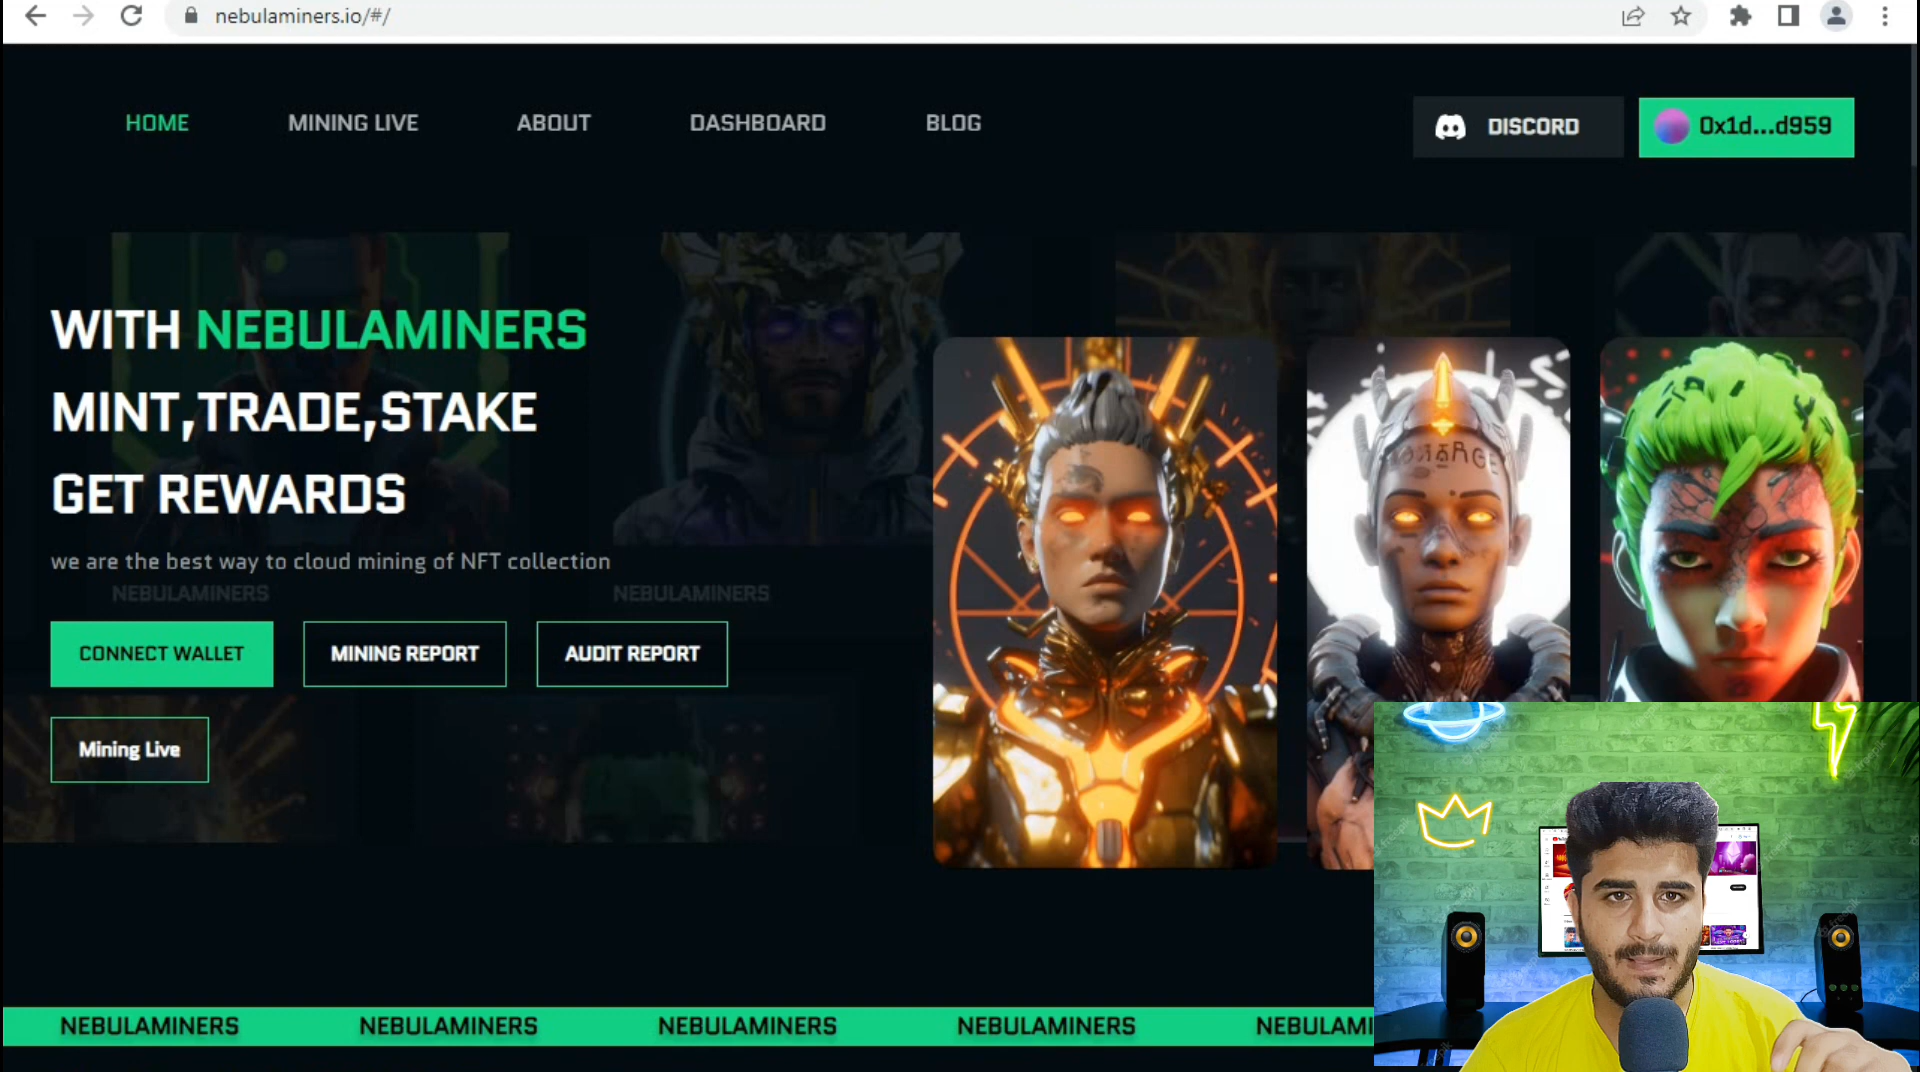 nebulaminers.io/#/
HOME
MINING LIVE
ABOUT
DASHBOARD
BLOG
DISCORD
0x1d...d959
WITH NEBULAMINERS
MINT,TRADE,STAKE
GET REWARDS
we are the best way to cloud mining of NFT collection
NEBULAMINERS
NEBULAMINERS
CONNECT WALLET
MINING REPORT
AUDIT REPORT
Mining Live
NEBULAMINERS
NEBULAMINERS
NEBULAMINERS
NEBULAMINERS
NEBULAMI